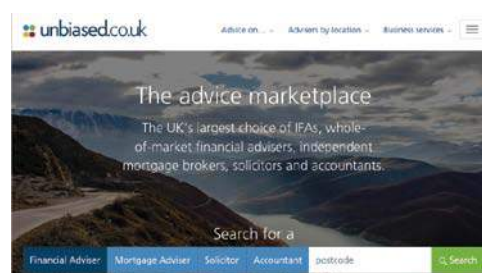 unbiased.co.uk
Advice on...
Advisers by location
Business services
The advice marketplace
The UK's largest choice of IFAs, whole-
of-market financial advisers, independent
mortgage brokers, solicitors and accountants.
Search for a
Financial Adviser
Mortgage Adviser
Solicitor
Accountant
postcode
Search